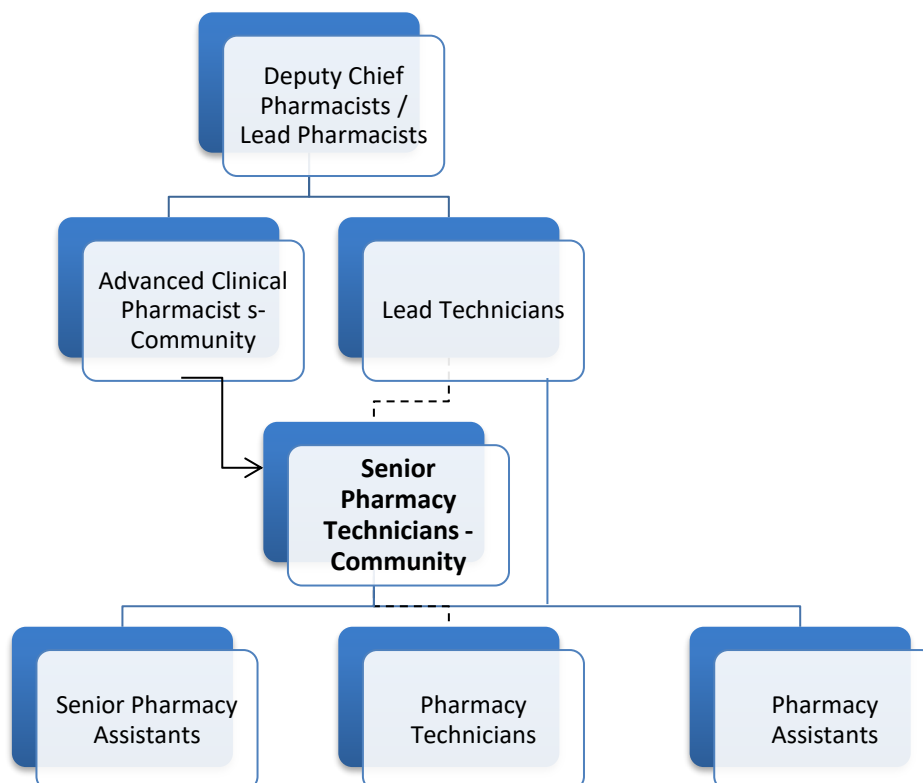 Deputy Chief
Pharmacists /
Lead Pharmacists
Advanced Clinical
Pharmacist s-
Community
Lead Technicians
Senior
Pharmacy
Technicians -
Community
Senior Pharmacy
Assistants
Pharmacy
Technicians
Pharmacy
Assistants